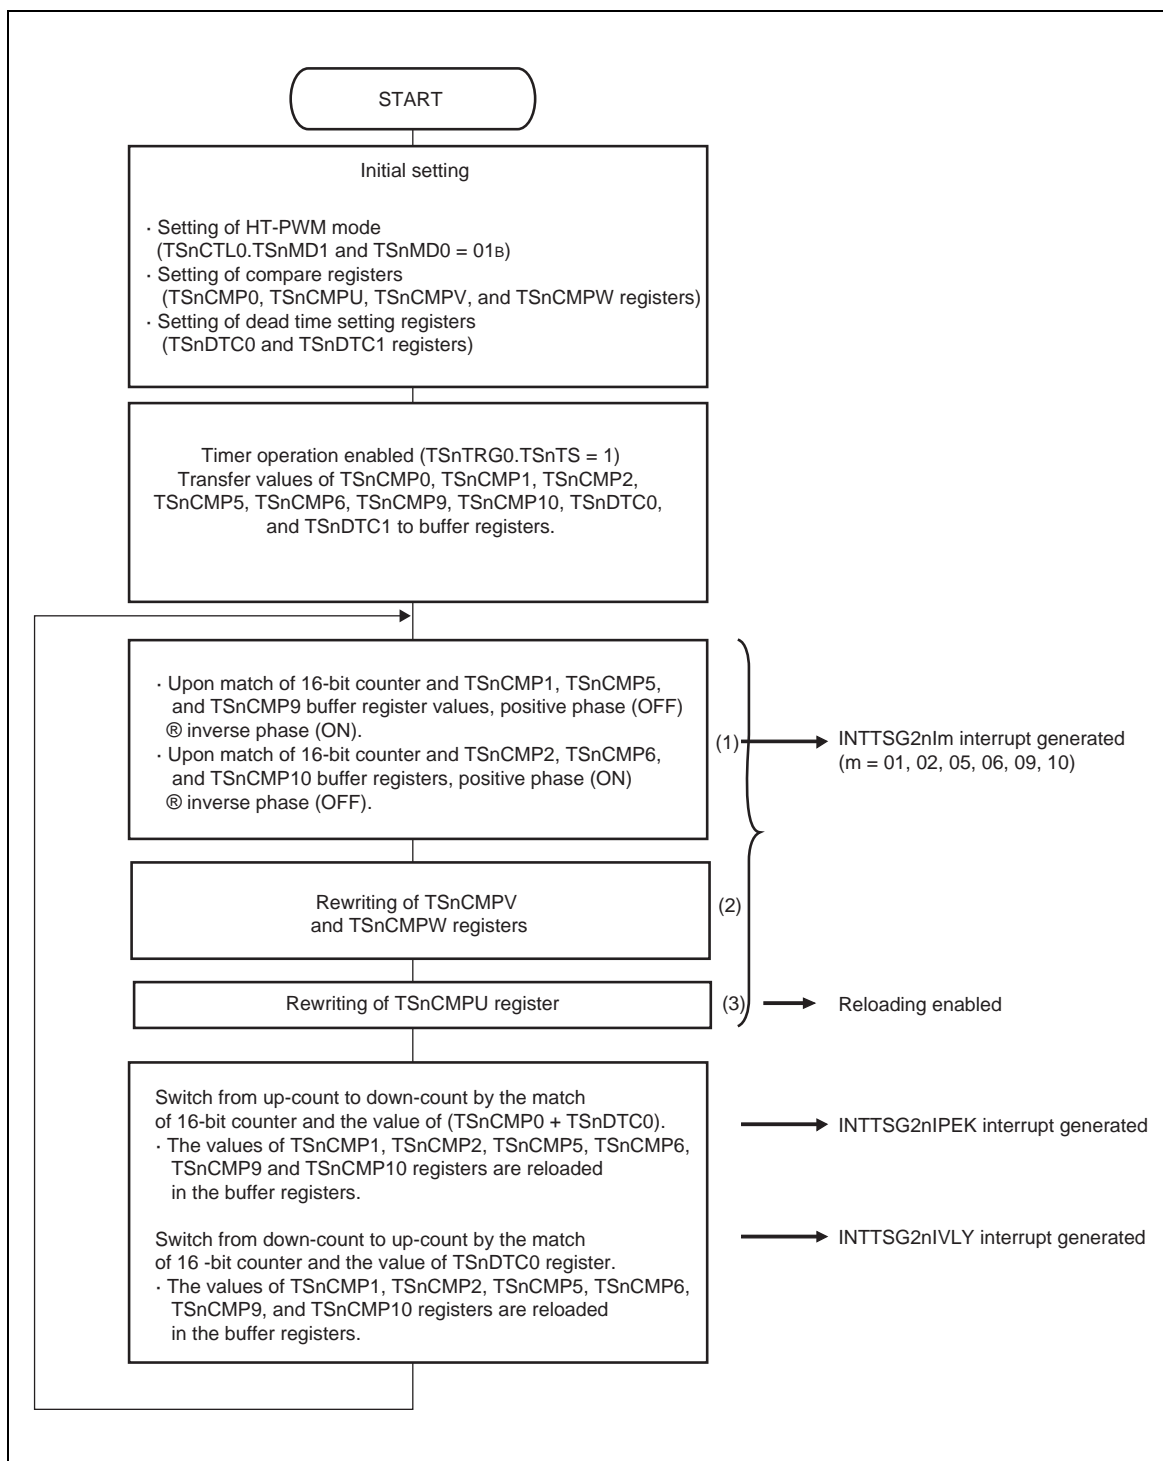 START
Initial setting
· Setting of HT-PWM mode
(TSnCTL0.TSnMD1 and TSnMD0 = 01B)
· Setting of compare registers
(TSnCMP0, TSnCMPU, TSnCMPV, and TSnCMPW registers)
· Setting of dead time setting registers
(TSnDTC0 and TSnDTC1 registers)
Timer operation enabled (TSnTRG0.TSnTS = 1)
Transfer values of TSnCMP0, TSnCMP1, TSnCMP2,
TSnCMP5, TSnCMP6, TSnCMP9, TSnCMP10, TSnDTC0,
and TSnDTC1 to buffer registers.
· Upon match of 16-bit counter and TSnCMP1, TSnCMP5,
and TSnCMP9 buffer register values, positive phase (OFF)
® inverse phase (ON).
· Upon match of 16-bit counter and TSnCMP2, TSnCMP6,
and TSnCMP10 buffer registers, positive phase (ON)
® inverse phase (OFF).
(1)
INTTSG2nIm interrupt generated
(m = 01, 02, 05, 06, 09, 10)
Rewriting of TSnCMPV
and TSnCMPW registers
(2)
Rewriting of TSnCMPU register
(3)
Reloading enabled
Switch from up-count to down-count by the match
of 16-bit counter and the value of (TSnCMP0 + TSnDTC0).
· The values of TSnCMP1, TSnCMP2, TSnCMP5, TSnCMP6,
TSnCMP9 and TSnCMP10 registers are reloaded
in the buffer registers.
INTTSG2nIPEK interrupt generated
Switch from down-count to up-count by the match
of 16 -bit counter and the value of TSnDTC0 register.
· The values of TSnCMP1, TSnCMP2, TSnCMP5, TSnCMP6,
TSnCMP9, and TSnCMP10 registers are reloaded
in the buffer registers.
INTTSG2nIVLY interrupt generated